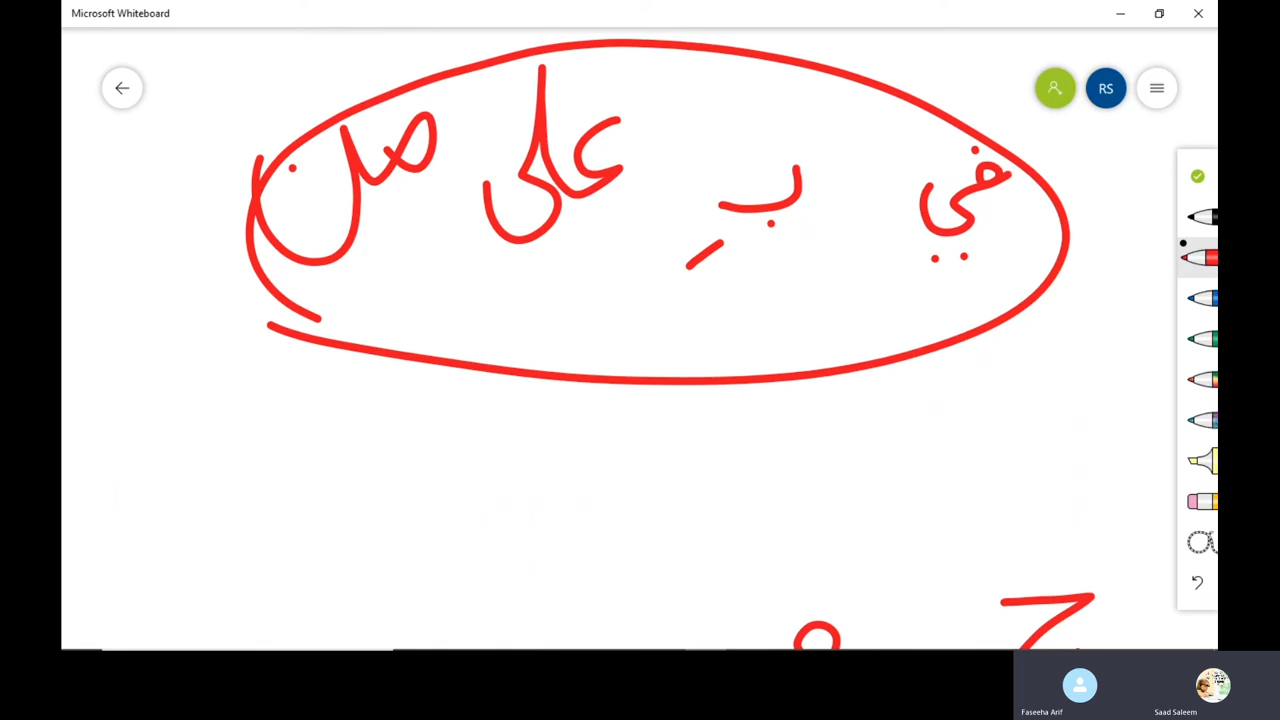 Microsoft Whiteboard
RS
في بِ على من
Faseeha Arif
Saad Saleem